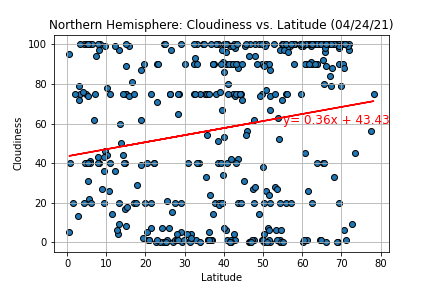 Northern Hemisphere: Cloudiness vs. Latitude (04/24/21)
100
80
60
40
20
0
Cloudiness
y= 0.36x + 43.43
0 10 20 30 40 50 60 70 80
Latitude